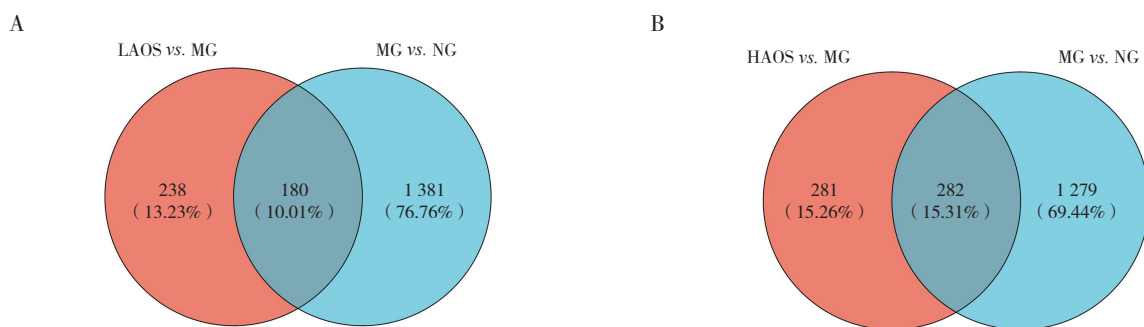 A
LAOS vs. MG
MG vs. NG
238
（13.23%）
180
（10.01%）
1 381
（76.76%）
B
HAOS vs. MG
MG vs. NG
281
（15.26%）
282
（15.31%）
1 279
（69.44%）